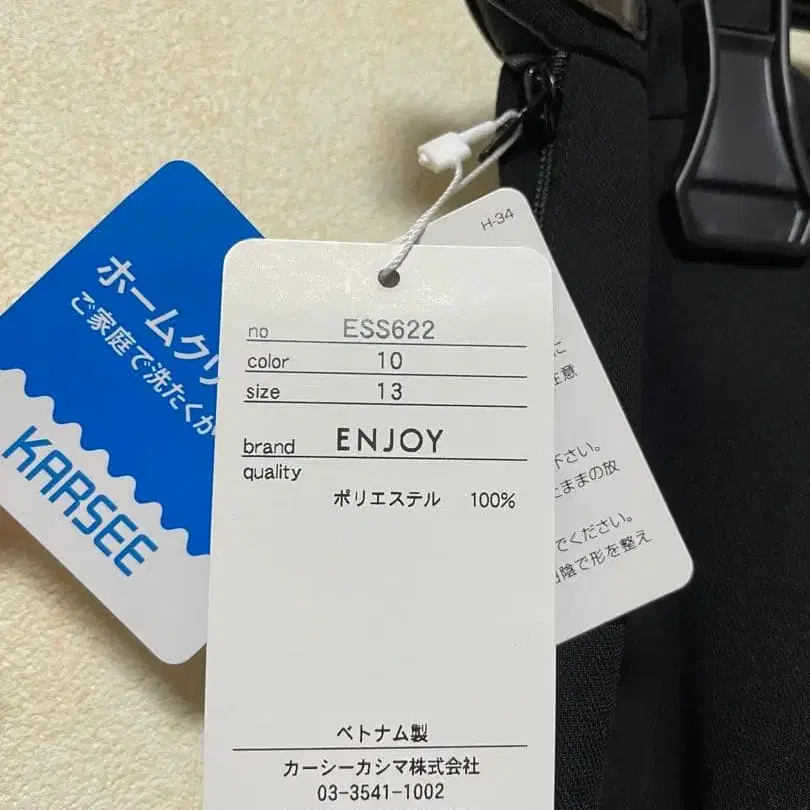 H-34
no ESS622
color 10
size 13
brand ENJOY
quality
ポリエステル 100%
ベトナム製
カーシーカシマ株式会社
03-3541-1002
ホームクリ
ご家庭で洗たくが
KARSEE
に
在意
下さい。
たままの放
でください。
陰で形を整え